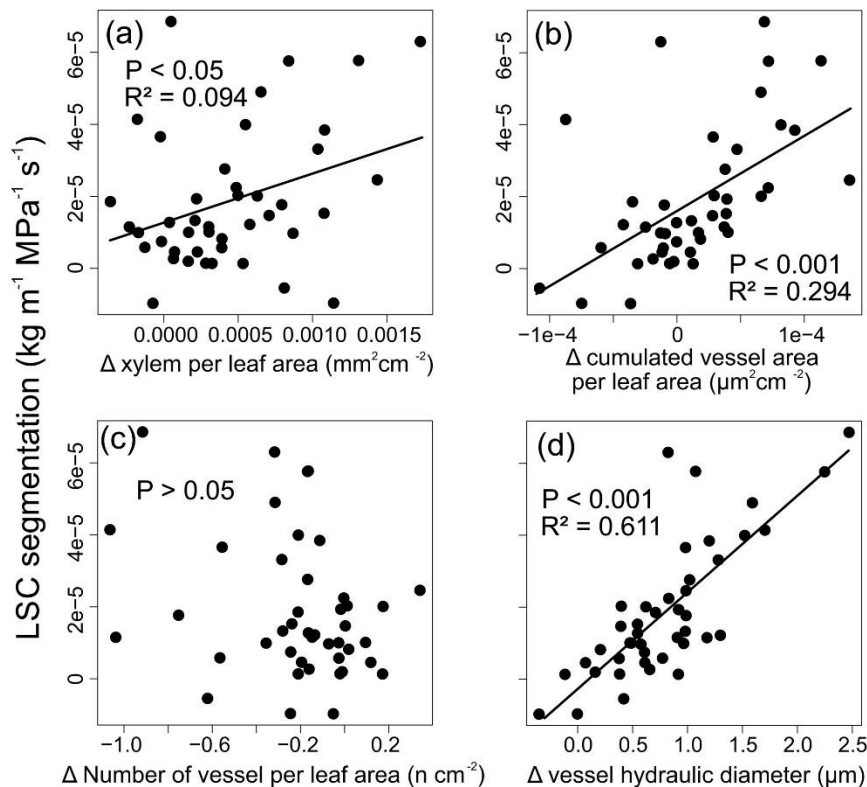 LSC segmentation (kg m⁻¹ MPa⁻¹ s⁻¹)
(a)
P < 0.05
R² = 0.094
6e-5
4e-5
2e-5
0
0.0000 0.0005 0.0010 0.0015
Δ xylem per leaf area (mm²cm⁻²)
(b)
P < 0.001
R² = 0.294
−1e−4 0 1e−4
Δ cumulated vessel area
per leaf area (µm²cm⁻²)
(c)
P > 0.05
6e-5
4e-5
2e-5
0
−1.0 −0.6 −0.2 0.2
Δ Number of vessel per leaf area (n cm⁻²)
(d)
P < 0.001
R² = 0.611
0.0 0.5 1.0 1.5 2.0 2.5
Δ vessel hydraulic diameter (µm)